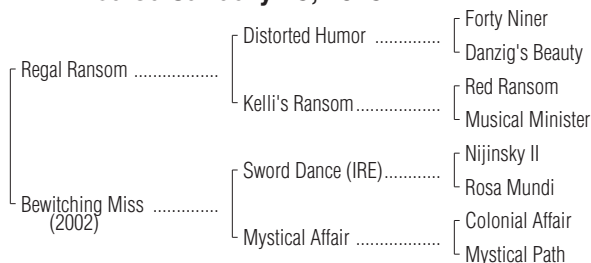 Forty Niner
Distorted Humor ................
Danzig's Beauty
Regal Ransom .................
Red Ransom
Kelli's Ransom .................
Musical Minister
Nijinsky II
Sword Dance (IRE) ............
Rosa Mundi
Bewitching Miss .............
(2002)
Colonial Affair
Mystical Affair .................
Mystical Path